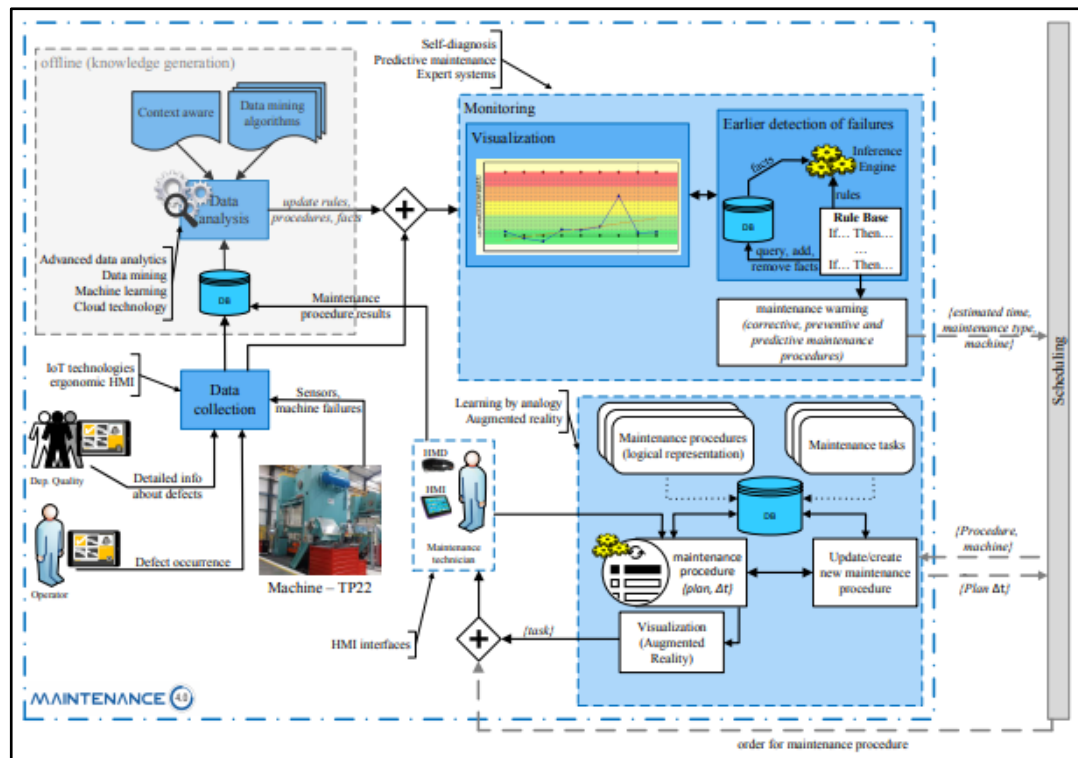 offline (knowledge generation)
Context aware
Data mining
algorithms
Data
analysis
update rules,
procedures, facts
Advanced data analytics
Data mining
Machine learning
Cloud technology
DB
Maintenance
procedure results
IoT technologies
ergonomic HMI
Data
collection
Sensors,
machine failures
Dep. Quality
Detailed info
about defects
Operator
Defect occurrence
Machine – TP22
Self-diagnosis
Predictive maintenance
Expert systems
Monitoring
Visualization
Earlier detection of failures
facts
Inference
Engine
rules
DB
Rule Base
If… Then…
…
If… Then…
query, add,
remove facts
maintenance warning
(corrective, preventive and
predictive maintenance
procedures)
{estimated time,
maintenance type,
machine}
Scheduling
Learning by analogy
Augmented reality
HMD
HMI
Maintenance
technician
HMI interfaces
Maintenance procedures
(logical representation)
Maintenance tasks
DB
maintenance
procedure
{plan, Δt}
Update/create
new maintenance
procedure
{Procedure,
machine}
{Plan Δt}
Visualization
(Augmented
Reality)
{task}
MAINTENANCE 4.0
order for maintenance procedure